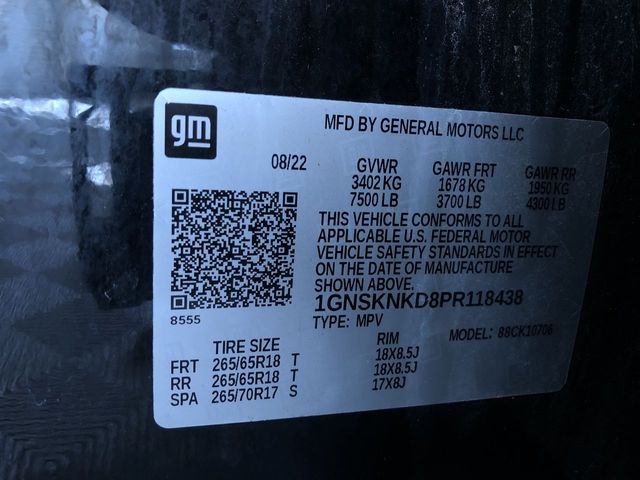 gm
MFD BY GENERAL MOTORS LLC
08/22 GVWR GAWR FRT GAWR RR
3402 KG 1678 KG 1950 KG
7500 LB 3700 LB 4300 LB
THIS VEHICLE CONFORMS TO ALL
APPLICABLE U.S. FEDERAL MOTOR
VEHICLE SAFETY STANDARDS IN EFFECT
ON THE DATE OF MANUFACTURE
SHOWN ABOVE.
1GNSKNKD8PR118438
8555
TYPE: MPV MODEL: 88CK10706
TIRE SIZE RIM
FRT 265/65R18 T 18X8.5J
RR 265/65R18 T 18X8.5J
SPA 265/70R17 S 17X8J